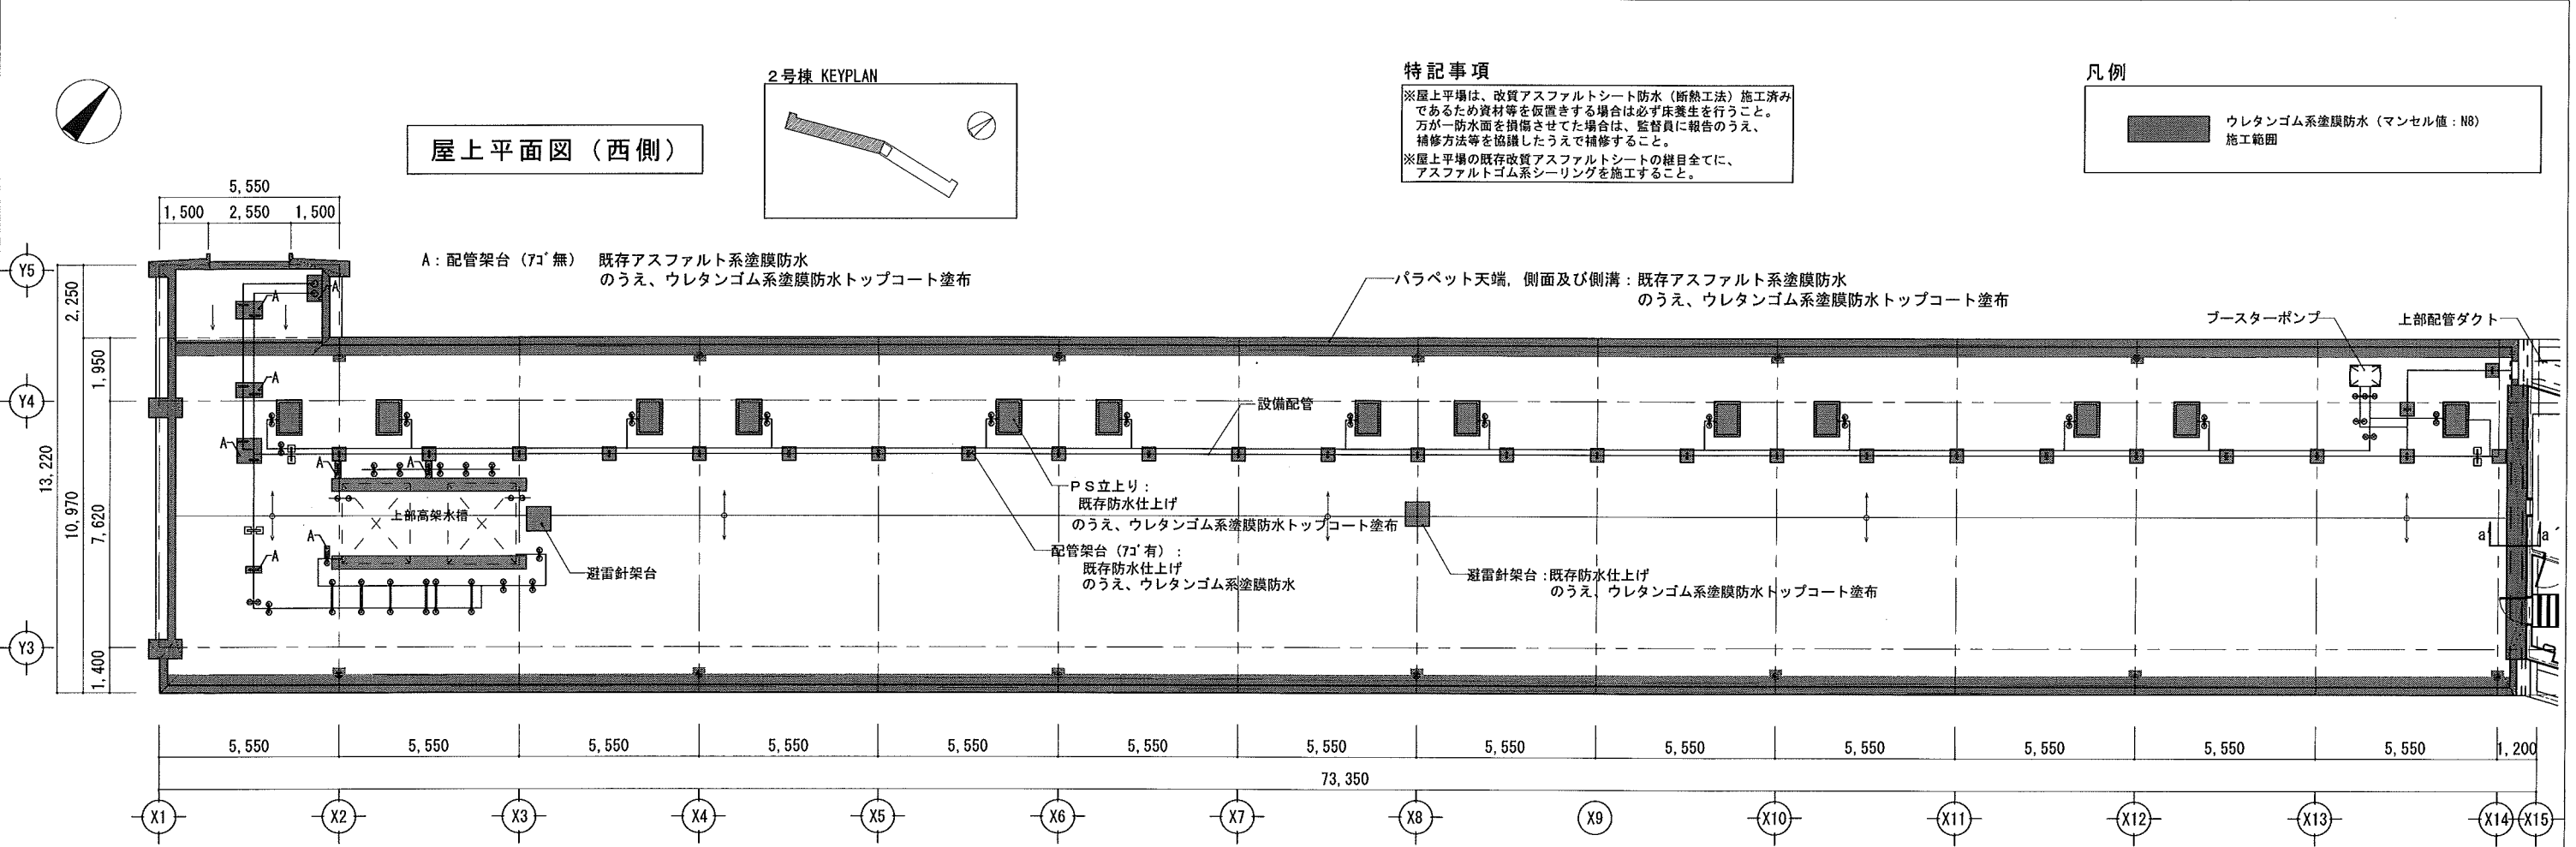 2号棟 KEYPLAN
屋上平面図（西側）
特記事項
※屋上平場は、改質アスファルトシート防水（断熱工法）施工済み
であるため資材等を仮置きする場合は必ず床養生を行うこと。
万が一防水面を損傷させてた場合は、監督員に報告のうえ、
補修方法等を協議したうえで補修すること。
※屋上平場の既存改質アスファルトシートの継目全てに、
アスファルトゴム系シーリングを施工すること。
凡例
ウレタンゴム系塗膜防水（マンセル値：N8）
施工範囲
5,550
1,500 2,550 1,500
A：配管架台（ｱｺﾞ無） 既存アスファルト系塗膜防水
のうえ、ウレタンゴム系塗膜防水トップコート塗布
パラペット天端，側面及び側溝：既存アスファルト系塗膜防水
のうえ、ウレタンゴム系塗膜防水トップコート塗布
ブースターポンプ
上部配管ダクト
Y5
Y4
Y3
2,250
1,950
13,220
10,970
7,620
1,400
A
A
A
A
A
A
A
A
設備配管
上部高架水槽
PS立上り：
既存防水仕上げ
のうえ、ウレタンゴム系塗膜防水トップコート塗布
配管架台（ｱｺﾞ有）：
既存防水仕上げ
のうえ、ウレタンゴム系塗膜防水
避雷針架台
避雷針架台：既存防水仕上げ
のうえ、ウレタンゴム系塗膜防水トップコート塗布
a' a'
5,550 5,550 5,550 5,550 5,550 5,550 5,550 5,550 5,550 5,550 5,550 5,550 5,550 1,200
73,350
X1 X2 X3 X4 X5 X6 X7 X8 X9 X10 X11 X12 X13 X14 X15